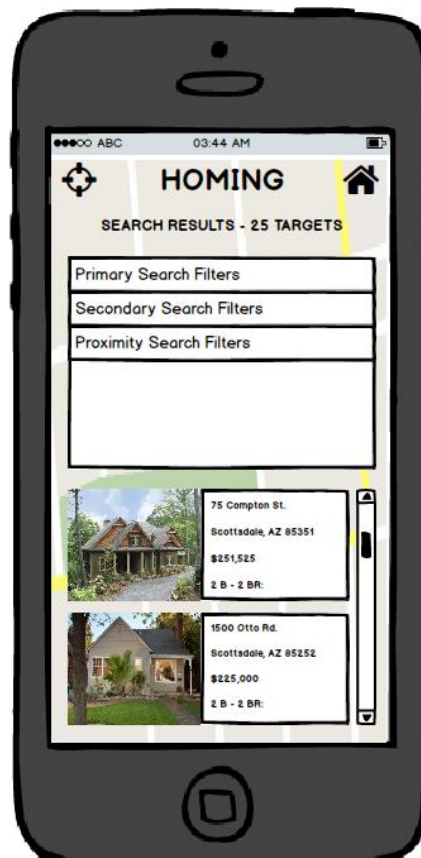 ●●●○○ ABC 03:44 AM
HOMING
SEARCH RESULTS - 25 TARGETS
Primary Search Filters
Secondary Search Filters
Proximity Search Filters
75 Compton St.
Scottsdale, AZ 85351
$251,525
2 B - 2 BR:
1500 Otto Rd.
Scottsdale, AZ 85252
$225,000
2 B - 2 BR: